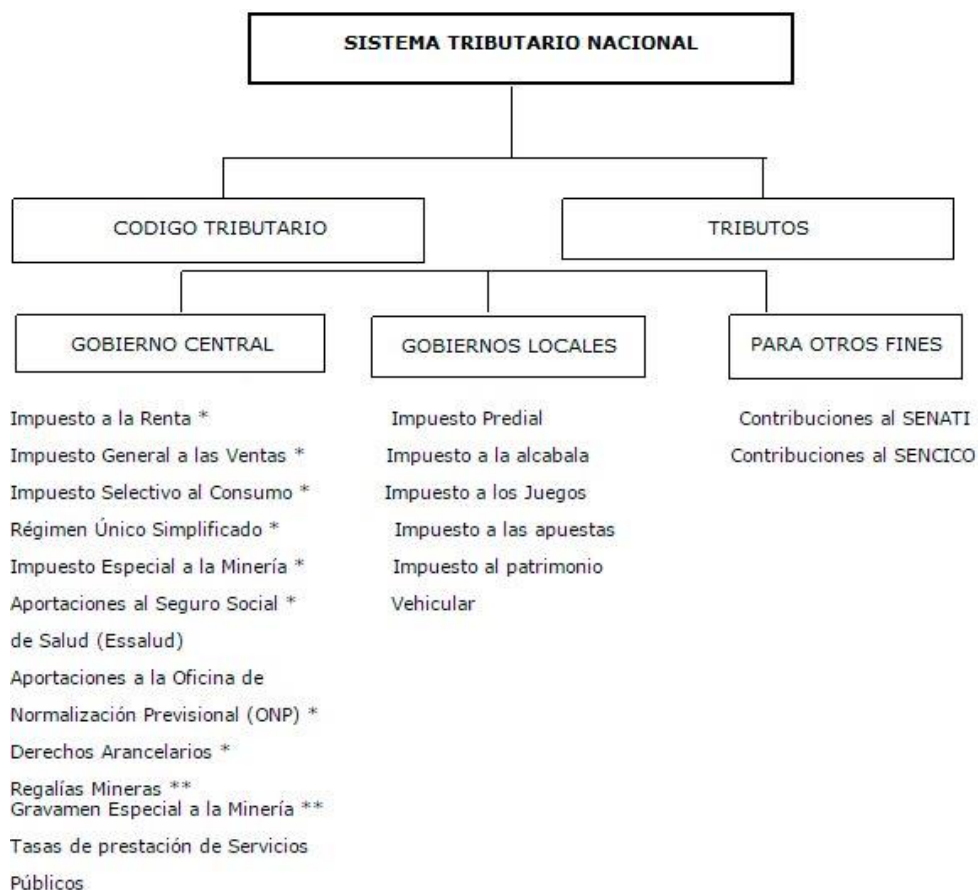 SISTEMA TRIBUTARIO NACIONAL
CODIGO TRIBUTARIO
TRIBUTOS
GOBIERNO CENTRAL
Impuesto a la Renta *
Impuesto General a las Ventas *
Impuesto Selectivo al Consumo *
Régimen Único Simplificado *
Impuesto Especial a la Minería *
Aportaciones al Seguro Social *
de Salud (Essalud)
Aportaciones a la Oficina de
Normalización Previsional (ONP) *
Derechos Arancelarios *
Regalías Mineras **
Gravamen Especial a la Minería **
Tasas de prestación de Servicios
Públicos
GOBIERNOS LOCALES
Impuesto Predial
Impuesto a la alcabala
Impuesto a los Juegos
Impuesto a las apuestas
Impuesto al patrimonio
Vehicular
PARA OTROS FINES
Contribuciones al SENATI
Contribuciones al SENCICO